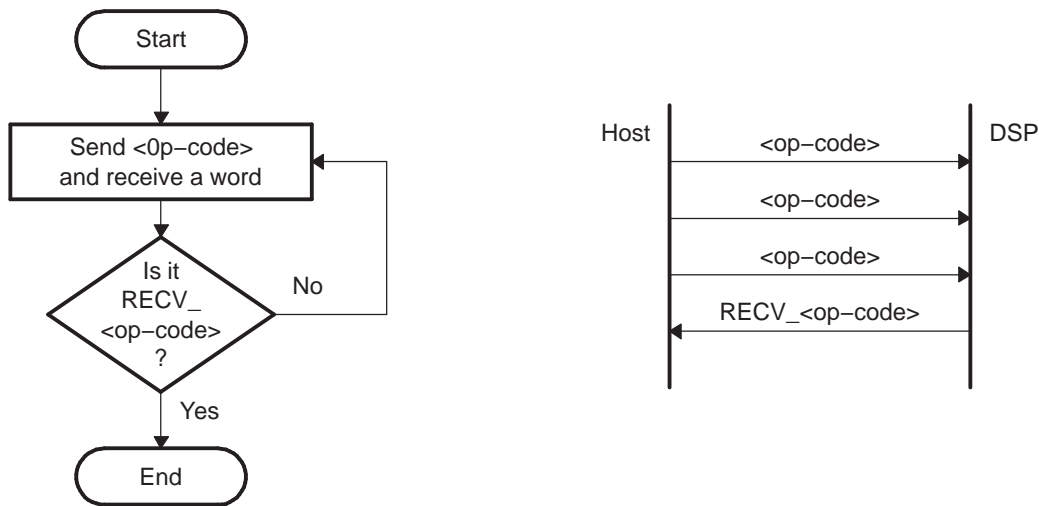 Start
Send <0p−code>
and receive a word
Is it
RECV_
<op−code>
?
No
Yes
End
Host
DSP
<op−code>
<op−code>
<op−code>
RECV_<op−code>